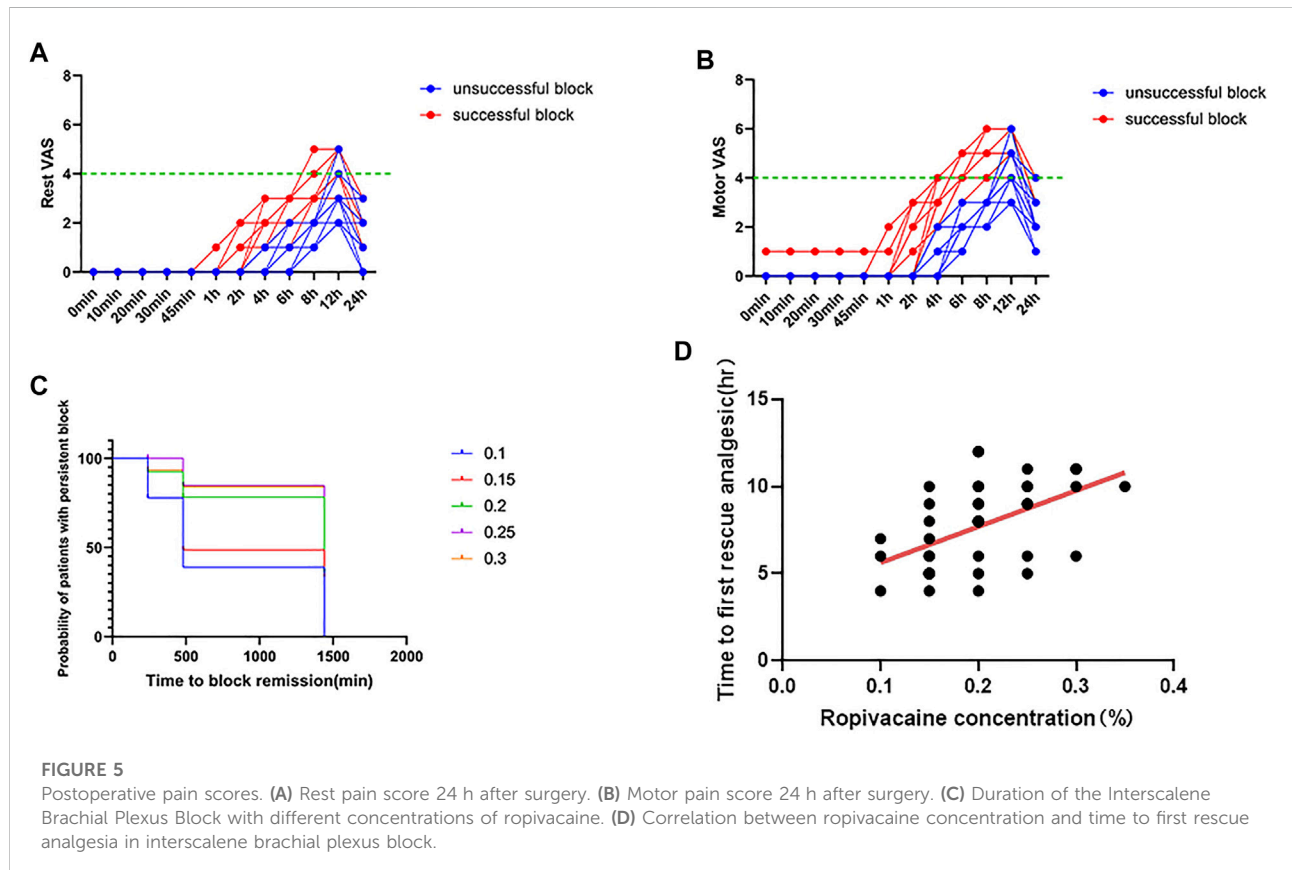 A
8
6
4
2
0
Rest VAS
0min
10min
20min
30min
45min
1h
2h
4h
6h
8h
12h
24h
unsuccessful block
successful block
B
8
6
4
2
0
Motor VAS
0min
10min
20min
30min
45min
1h
2h
4h
6h
8h
12h
24h
unsuccessful block
successful block
C
Probability of patients with persistent block
100
50
0
0
500
1000
1500
2000
Time to block remission(min)
0.1
0.15
0.2
0.25
0.3
D
Time to first rescue analgesic(hr)
15
10
5
0
0.0
0.1
0.2
0.3
0.4
Ropivacaine concentration(%)
FIGURE 5
Postoperative pain scores. (A) Rest pain score 24 h after surgery. (B) Motor pain score 24 h after surgery. (C) Duration of the Interscalene
Brachial Plexus Block with different concentrations of ropivacaine. (D) Correlation between ropivacaine concentration and time to first rescue
analgesia in interscalene brachial plexus block.